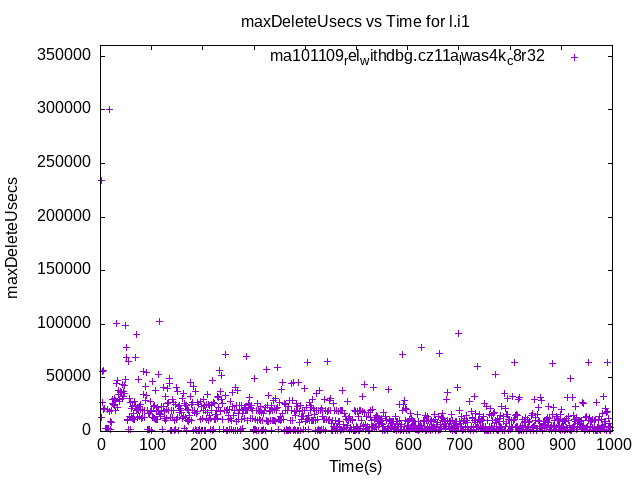 maxDeleteUsecs vs Time for l.i1
ma101109_rel_withdbg.cz11a_lwas4k_c8r32
350000
300000
250000
200000
150000
100000
50000
0
maxDeleteUsecs
0 100 200 300 400 500 600 700 800 900 1000
Time(s)